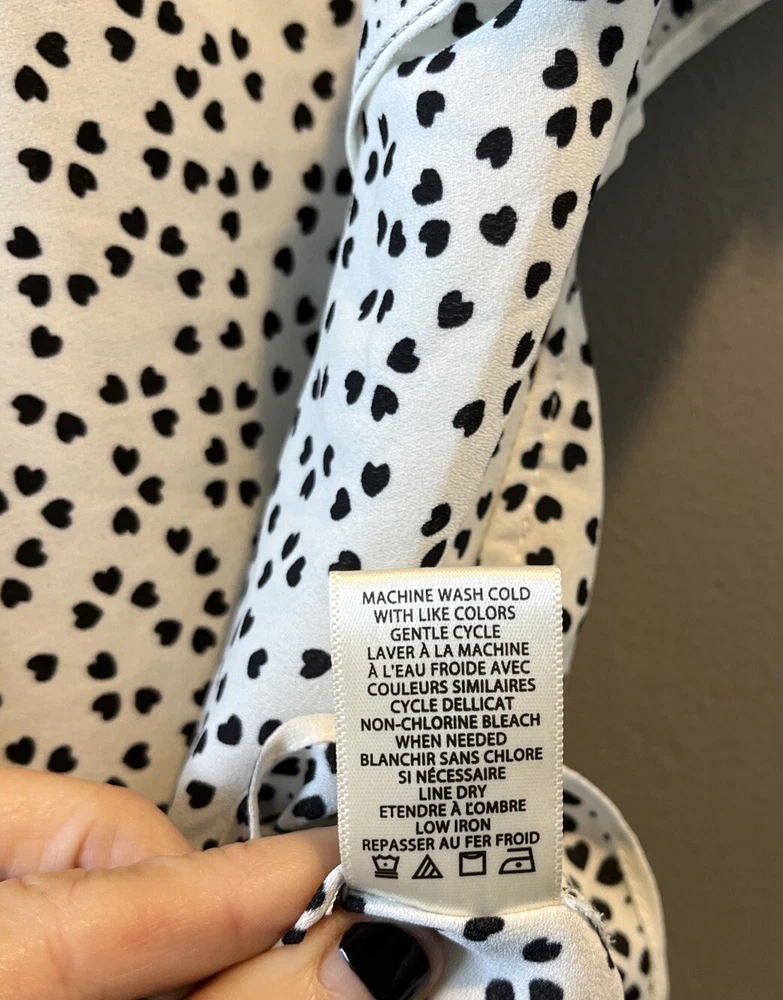 MACHINE WASH COLD
WITH LIKE COLORS
GENTLE CYCLE
LAVER À LA MACHINE
À L'EAU FROIDE AVEC
COULEURS SIMILAIRES
CYCLE DELLICAT
NON-CHLORINE BLEACH
WHEN NEEDED
BLANCHIR SANS CHLORE
SI NÉCESSAIRE
LINE DRY
ETENDRE À L'OMBRE
LOW IRON
REPASSER AU FER FROID